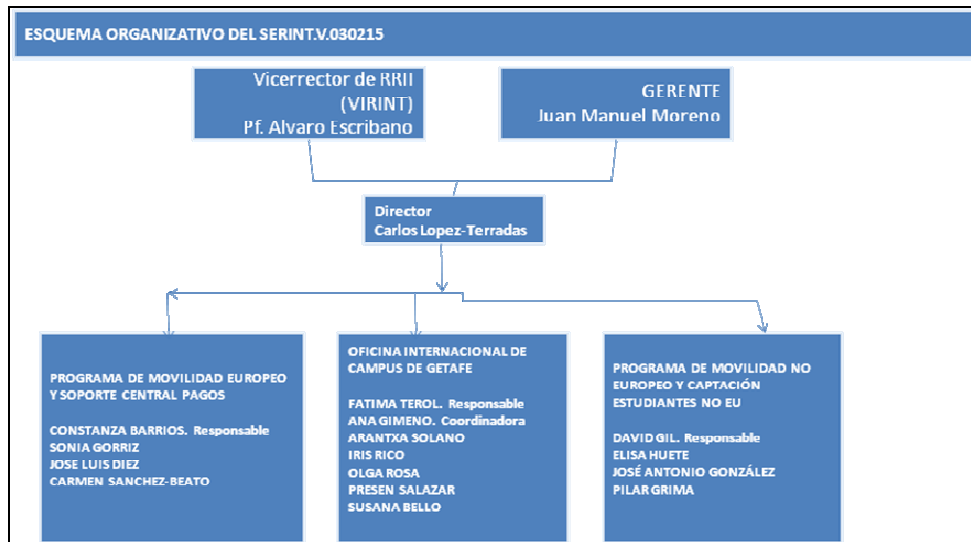 ESQUEMA ORGANIZATIVO DEL SERINT.V.030215
Vicerrector de RRII
(VIRINT)
Pf. Alvaro Escribano
GERENTE
Juan Manuel Moreno
Director
Carlos Lopez-Terradas
PROGRAMA DE MOVILIDAD EUROPEO
Y SOPORTE CENTRAL PAGOS
CONSTANZA BARRIOS. Responsable
SONIA GORRIZ
JOSE LUIS DIEZ
CARMEN SANCHEZ-BEATO
OFICINA INTERNACIONAL DE
CAMPUS DE GETAFE
FATIMA TEROL. Responsable
ANA GIMENO. Coordinadora
ARANTXA SOLANO
IRIS RICO
OLGA ROSA
PRESEN SALAZAR
SUSANA BELLO
PROGRAMA DE MOVILIDAD NO
EUROPEO Y CAPTACIÓN
ESTUDIANTES NO EU
DAVID GIL. Responsable
ELISA HUETE
JOSÉ ANTONIO GONZÁLEZ
PILAR GRIMA